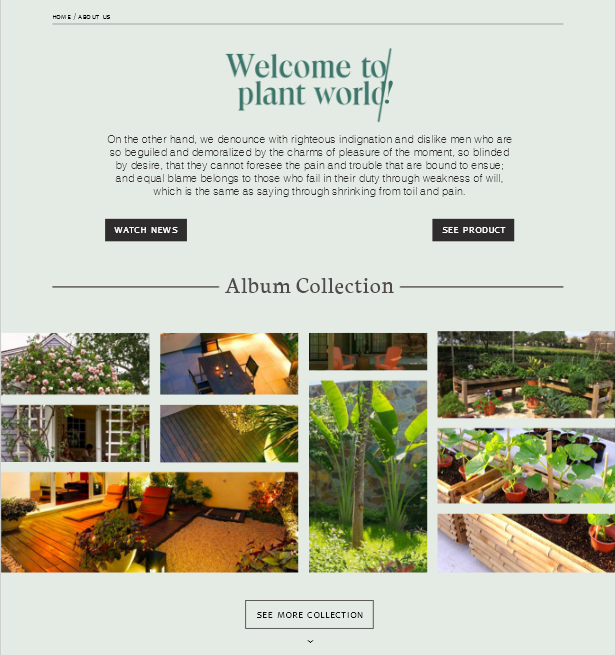 HOME / ABOUT US
Welcome to
plant world!
On the other hand, we denounce with righteous indignation and dislike men who are
so beguiled and demoralized by the charms of pleasure of the moment, so blinded
by desire, that they cannot foresee the pain and trouble that are bound to ensue;
and equal blame belongs to those who fail in their duty through weakness of will,
which is the same as saying through shrinking from toil and pain.
WATCH NEWS
SEE PRODUCT
Album Collection
SEE MORE COLLECTION